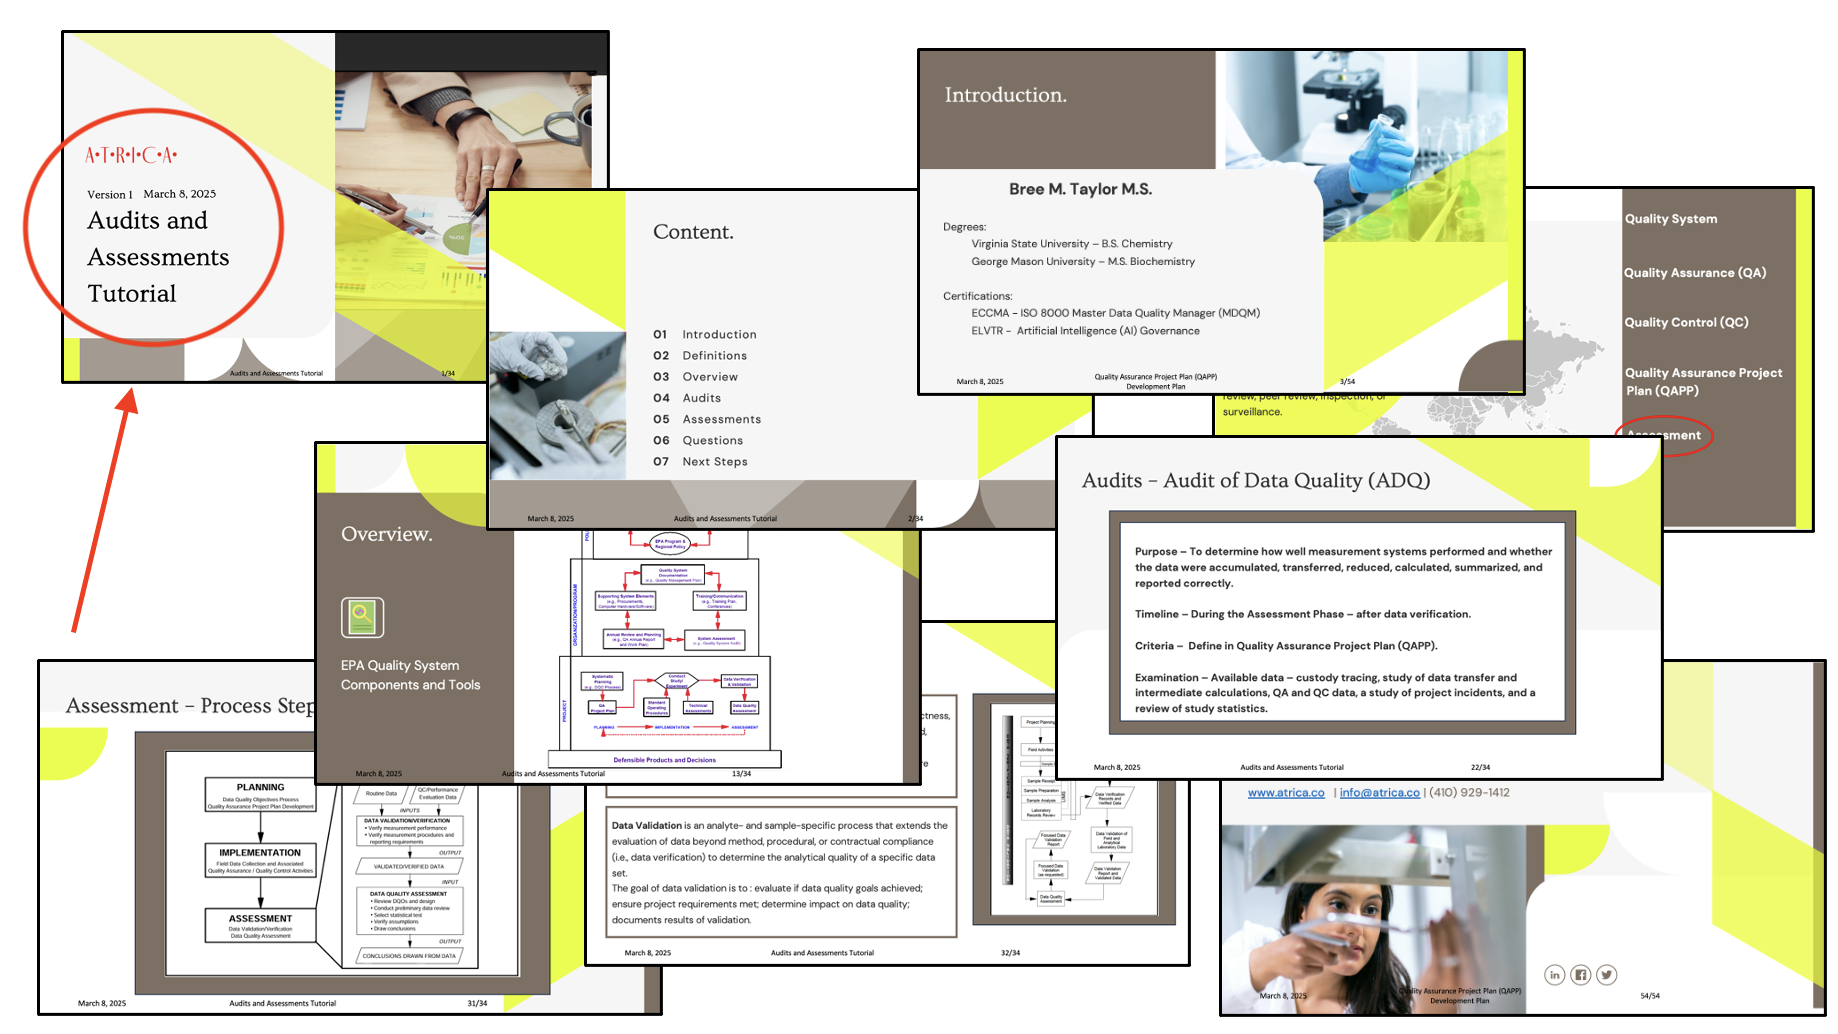 A•T•R•I•C•A•
Version 1 March 8, 2025
Audits and
Assessments
Tutorial
Audits and Assessments Tutorial
1/34
Content.
01 Introduction
02 Definitions
03 Overview
04 Audits
05 Assessments
06 Questions
07 Next Steps
March 8, 2025
Audits and Assessments Tutorial
2/34
Introduction.
Bree M. Taylor M.S.
Degrees:
Virginia State University – B.S. Chemistry
George Mason University – M.S. Biochemistry
Certifications:
ECCMA – ISO 8000 Master Data Quality Manager (MDQM)
ELVTR - Artificial Intelligence (AI) Governance
March 8, 2025
Quality Assurance Project Plan (QAPP)
Development Plan
3/54
Quality System
Quality Assurance (QA)
Quality Control (QC)
Quality Assurance Project
Plan (QAPP)
Assessment
review, peer review, inspection, or
surveillance.
Overview.
EPA Quality System
Components and Tools
EPA Program &
Regional Policy
ORGANIZATION/PROGRAM
Quality System
Documentation
(e.g., Quality Management Plan)
Supporting System Elements
(e.g., Procurements,
Computer Hardware/Software)
Training/Communication
(e.g., Training Plan,
Conferences)
Annual Review and Planning
(e.g., QA Annual Report
and Work Plan)
System Assessment
(e.g., Quality Systems Audit)
PROJECT
Systematic
Planning
(e.g., DQO Process)
Conduct
Study/
Experiment
Data Verification
& Validation
QA
Project Plan
Standard
Operating
Procedures
Technical
Assessments
Data Quality
Assessment
PLANNING
IMPLEMENTATION
ASSESSMENT
Defensible Products and Decisions
March 8, 2025
Audits and Assessments Tutorial
13/34
Audits – Audit of Data Quality (ADQ)
Purpose – To determine how well measurement systems performed and whether
the data were accumulated, transferred, reduced, calculated, summarized, and
reported correctly.
Timeline – During the Assessment Phase – after data verification.
Criteria – Define in Quality Assurance Project Plan (QAPP).
Examination – Available data – custody tracing, study of data transfer and
intermediate calculations, QA and QC data, a study of project incidents, and a
review of study statistics.
March 8, 2025
Audits and Assessments Tutorial
22/34
Assessment – Process Step
PLANNING
Data Quality Objectives Process
Quality Assurance Project Plan Development
IMPLEMENTATION
Field Data Collection and Associated
Quality Assurance / Quality Control Activities
ASSESSMENT
Data Validation/Verification
Data Quality Assessment
Routine Data
QC/Performance
Evaluation Data
INPUTS
DATA VALIDATION/VERIFICATION
• Verify measurement performance
• Verify measurement procedures and
reporting requirements
OUTPUT
VALIDATED/VERIFIED DATA
INPUT
DATA QUALITY ASSESSMENT
• Review DQOs and design
• Conduct preliminary data review
• Select statistical test
• Verify assumptions
• Draw conclusions
OUTPUT
CONCLUSIONS DRAWN FROM DATA
March 8, 2025
Audits and Assessments Tutorial
31/34
Data Validation is an analyte- and sample-specific process that extends the
evaluation of data beyond method, procedural, or contractual compliance
(i.e., data verification) to determine the analytical quality of a specific data
set.
The goal of data validation is to : evaluate if data quality goals achieved;
ensure project requirements met; determine impact on data quality;
documents results of validation.
Project Planning
Field Activities
Sample Receipt
Sample Preparation
Sample Analysis
Laboratory
Records Review
Data Verification
Records and
Verified Data
Focused Data
Validation
Report
Data Validation of
Field and
Analytical
Laboratory Data
Focused Data
Validation
(as requested)
Data Validation
Report and
Validated Data
Data Quality
Assessment
March 8, 2025
Audits and Assessments Tutorial
32/34
www.atrica.co | info@atrica.co | (410) 929-1412
March 8, 2025
Quality Assurance Project Plan (QAPP)
Development Plan
54/54